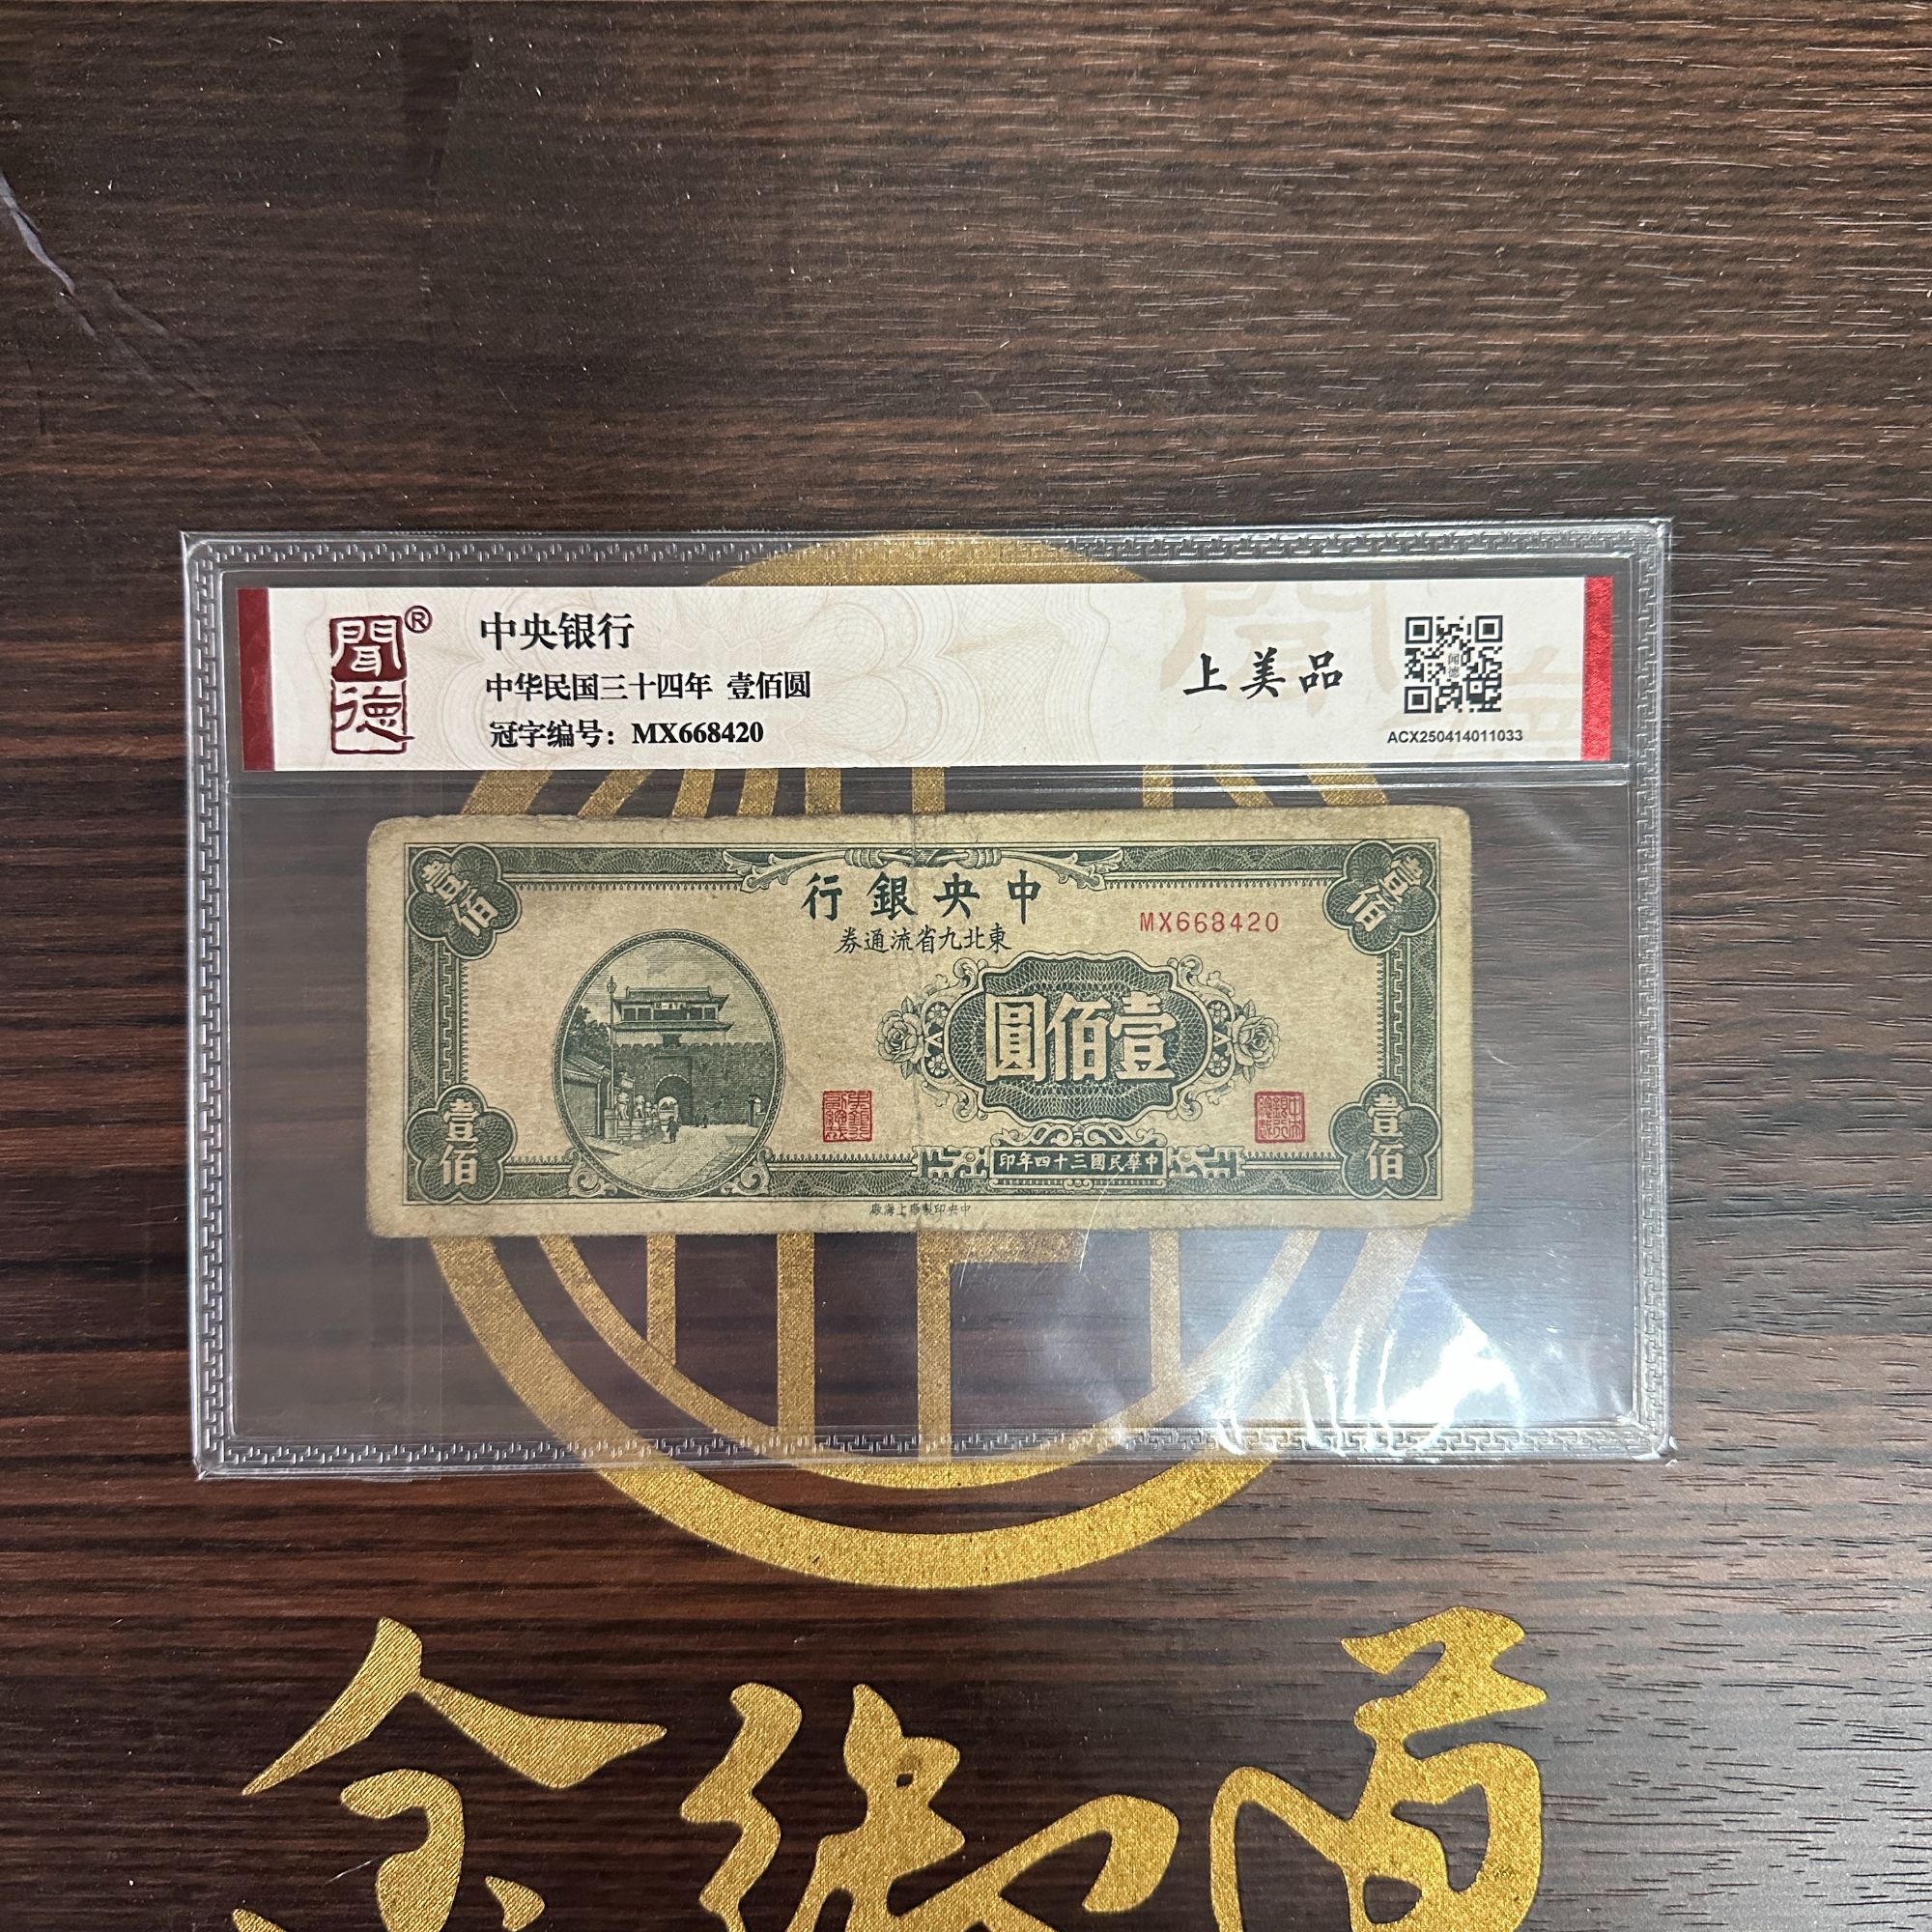 聞德®
中央银行
中华民国三十四年 壹佰圆
冠字编号：MX668420
上美品
闻德
ACX250414011033
壹佰
壹佰
行銀央中
券通流省九北東
MX668420
圓佰壹
壹佰
壹佰
印年四十三國民華中
廠海上廠製印央中